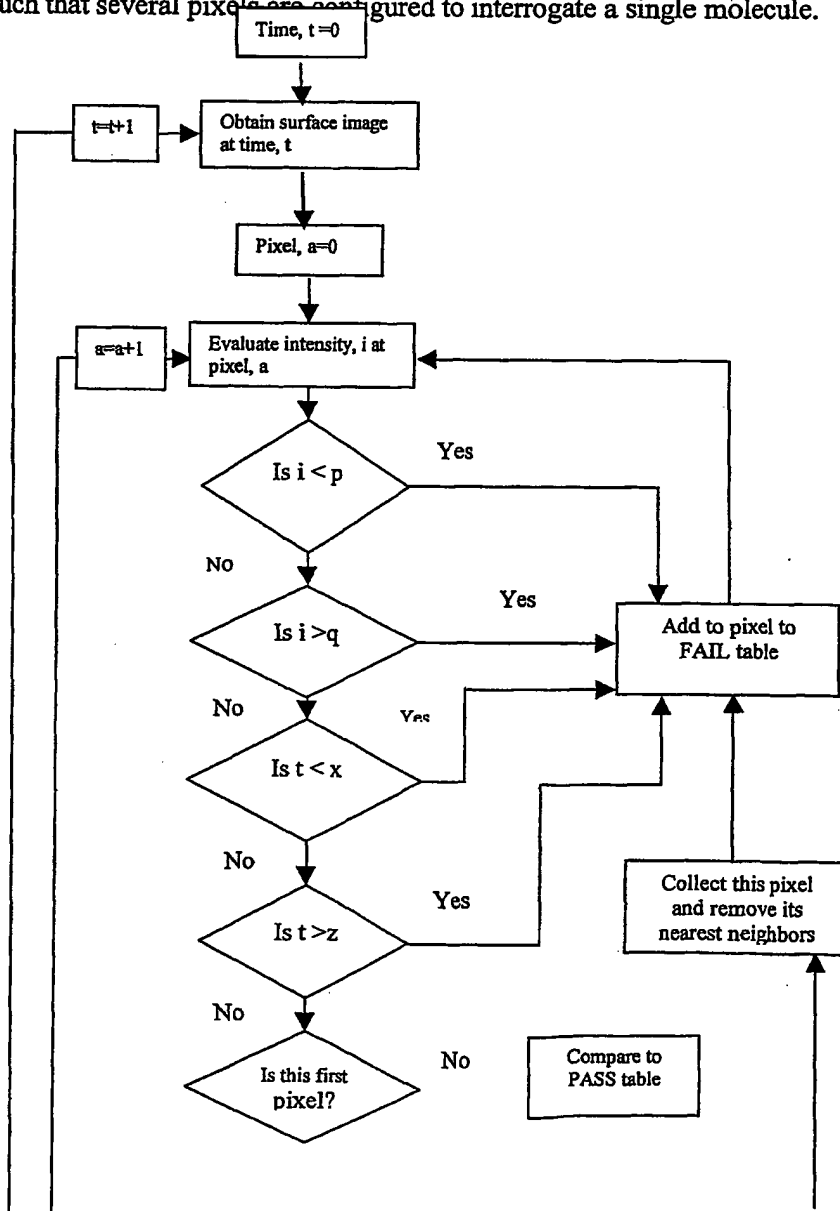 such that several pixels are configured to interrogate a single molecule.
Time, t=0
t=t+1
Obtain surface image
at time, t
Pixel, a=0
a=a+1
Evaluate intensity, i at
pixel, a
Is i < p
Yes
No
Is i >q
Yes
Add to pixel to
FAIL table
No
Yes
Is t < x
No
Collect this pixel
and remove its
nearest neighbors
Yes
Is t >z
No
Is this first
pixel?
No
Compare to
PASS table